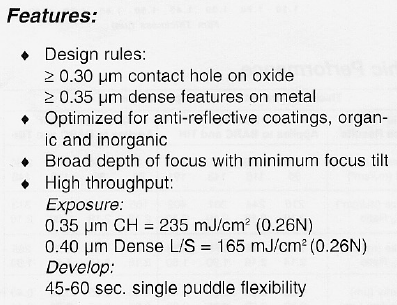 Features:
♦ Design rules:
≥ 0.30 µm contact hole on oxide
≥ 0.35 µm dense features on metal
♦ Optimized for anti-reflective coatings, organ-
ic and inorganic
♦ Broad depth of focus with minimum focus tilt
♦ High throughput:
Exposure:
0.35 µm CH = 235 mJ/cm² (0.26N)
0.40 µm Dense L/S = 165 mJ/cm² (0.26N)
Develop:
45-60 sec. single puddle flexibility